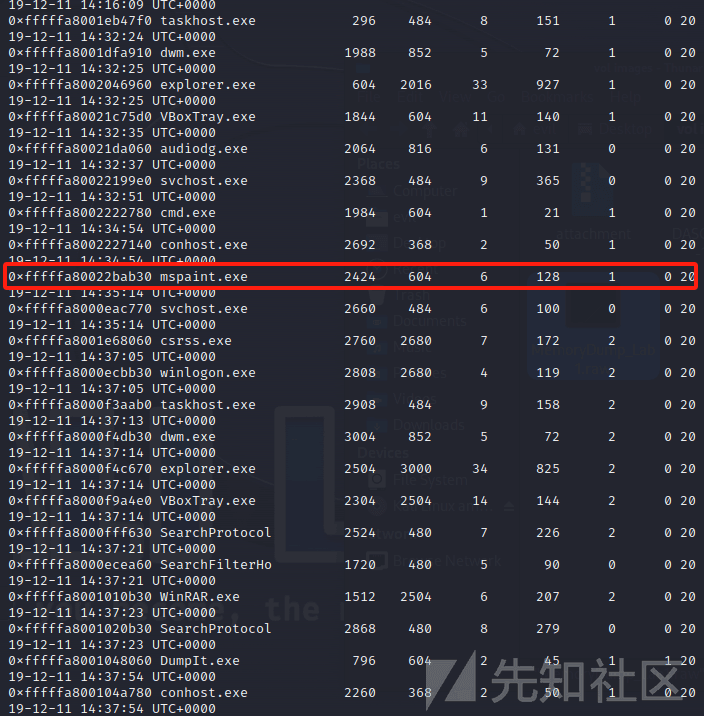 19-12-11 14:16:09 UTC+0000
0×fffffa8001eb47f0 taskhost.exe 296 484 8 151 1 0 20
19-12-11 14:32:24 UTC+0000
0×fffffa8001dfa910 dwm.exe 1988 852 5 72 1 0 20
19-12-11 14:32:25 UTC+0000
0×fffffa8002046960 explorer.exe 604 2016 33 927 1 0 20
19-12-11 14:32:25 UTC+0000
0×fffffa80021c75d0 VBoxTray.exe 1844 604 11 140 1 0 20
19-12-11 14:32:35 UTC+0000
0×fffffa80021da060 audiodg.exe 2064 816 6 131 0 0 20
19-12-11 14:32:37 UTC+0000
0×fffffa80022199e0 svchost.exe 2368 484 9 365 0 0 20
19-12-11 14:32:51 UTC+0000
0×fffffa8002222780 cmd.exe 1984 604 1 21 1 0 20
19-12-11 14:34:54 UTC+0000
0×fffffa8002227140 conhost.exe 2692 368 2 50 1 0 20
19-12-11 14:34:54 UTC+0000
0×fffffa80022bab30 mspaint.exe 2424 604 6 128 1 0 20
19-12-11 14:35:14 UTC+0000
0×fffffa8000eac770 svchost.exe 2660 484 6 100 0 0 20
19-12-11 14:35:14 UTC+0000
0×fffffa8001e68060 csrss.exe 2760 2680 7 172 2 0 20
19-12-11 14:37:05 UTC+0000
0×fffffa8000ecbb30 winlogon.exe 2808 2680 4 119 2 0 20
19-12-11 14:37:05 UTC+0000
0×fffffa8000f3aab0 taskhost.exe 2908 484 9 158 2 0 20
19-12-11 14:37:13 UTC+0000
0×fffffa8000f4db30 dwm.exe 3004 852 5 72 2 0 20
19-12-11 14:37:14 UTC+0000
0×fffffa8000f4c670 explorer.exe 2504 3000 34 825 2 0 20
19-12-11 14:37:14 UTC+0000
0×fffffa8000f9a4e0 VBoxTray.exe 2304 2504 14 144 2 0 20
19-12-11 14:37:14 UTC+0000
0×fffffa8000fff630 SearchProtocol 2524 480 7 226 2 0 20
19-12-11 14:37:21 UTC+0000
0×fffffa8000ecea60 SearchFilterHo 1720 480 5 90 0 0 20
19-12-11 14:37:21 UTC+0000
0×fffffa8001010b30 WinRAR.exe 1512 2504 6 207 2 0 20
19-12-11 14:37:23 UTC+0000
0×fffffa8001020b30 SearchProtocol 2868 480 8 279 0 0 20
19-12-11 14:37:23 UTC+0000
0×fffffa8001048060 DumpIt.exe 796 604 2 45 1 1 20
19-12-11 14:37:54 UTC+0000
0×fffffa800104a780 conhost.exe 2260 368 2 50 1 0 20
19-12-11 14:37:54 UTC+0000
先知社区